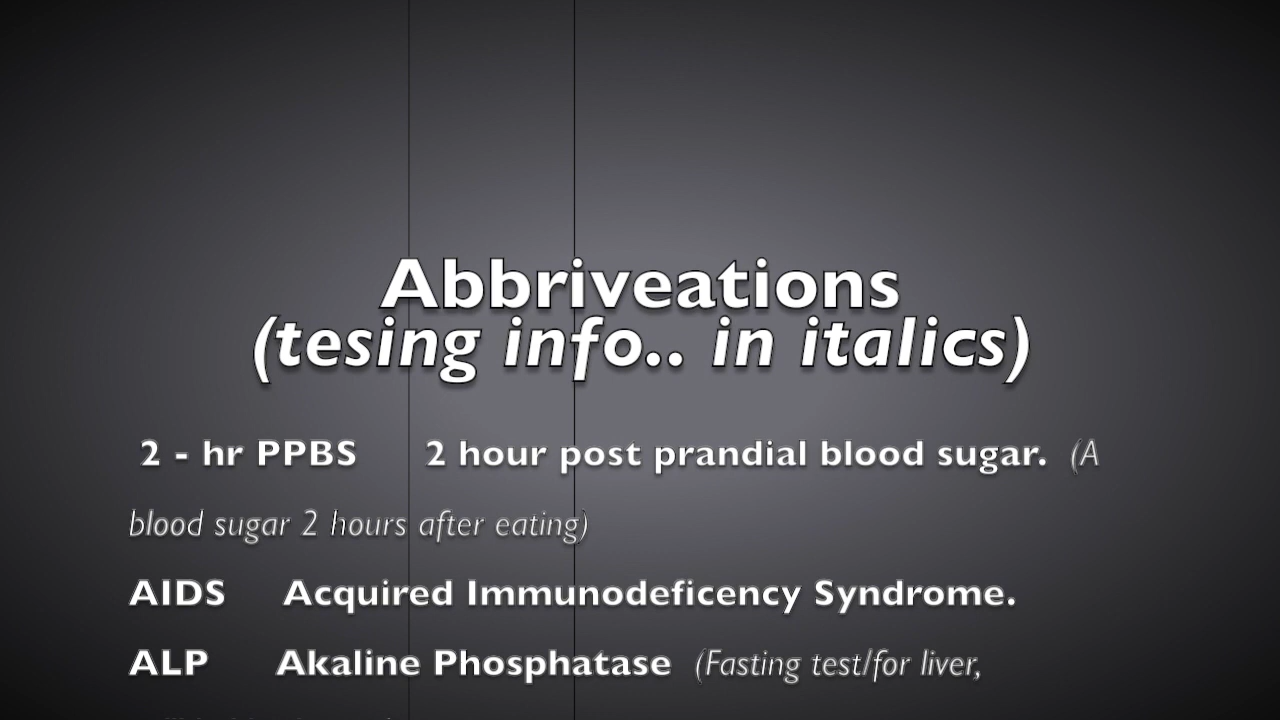 Abbriveations
(tesing info.. in italics)
2 - hr PPBS 2 hour post prandial blood sugar. (A
blood sugar 2 hours after eating)
AIDS Acquired Immunodeficency Syndrome.
ALP Akaline Phosphatase (Fasting test/for liver,